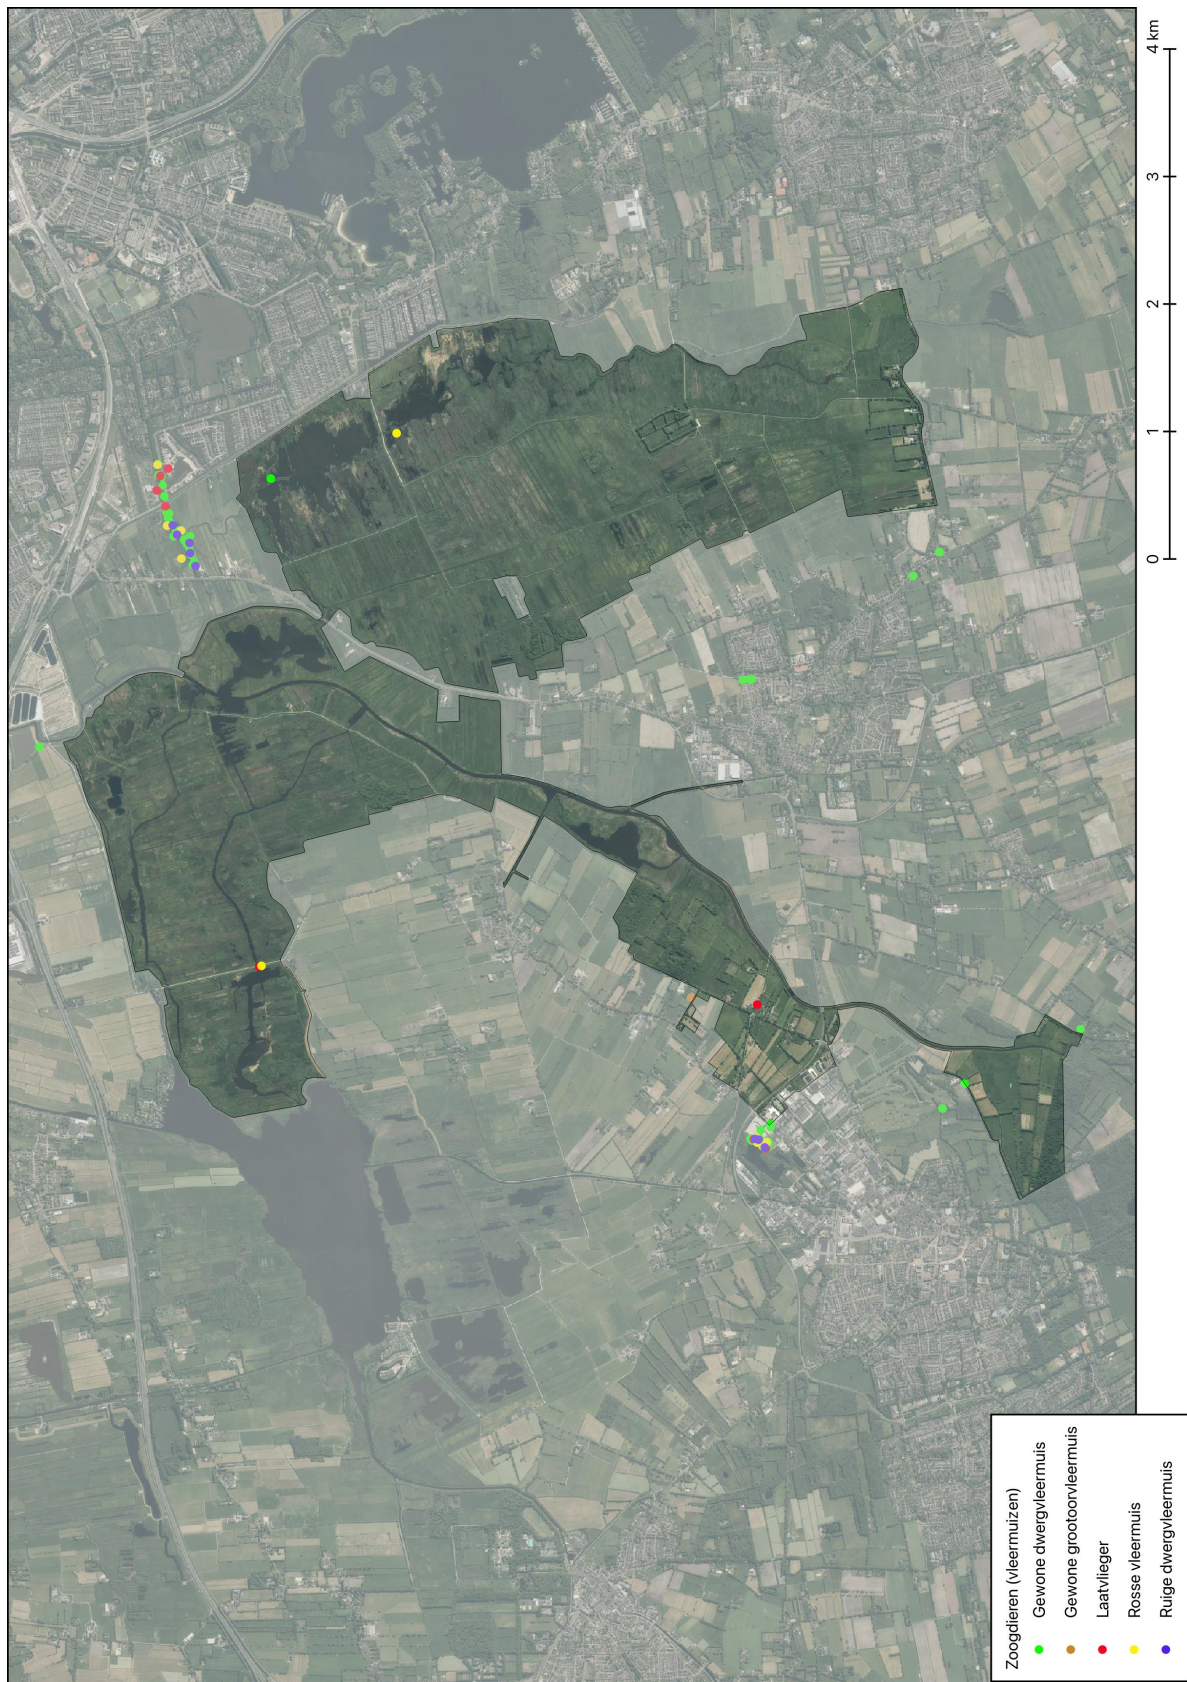 Zoogdieren (vleermuizen)
Gewone dwergvleermuis
Gewone grootoorvleermuis
Laatvlieger
Rosse vleermuis
Ruige dwergvleermuis
0 1 2 3 4 km